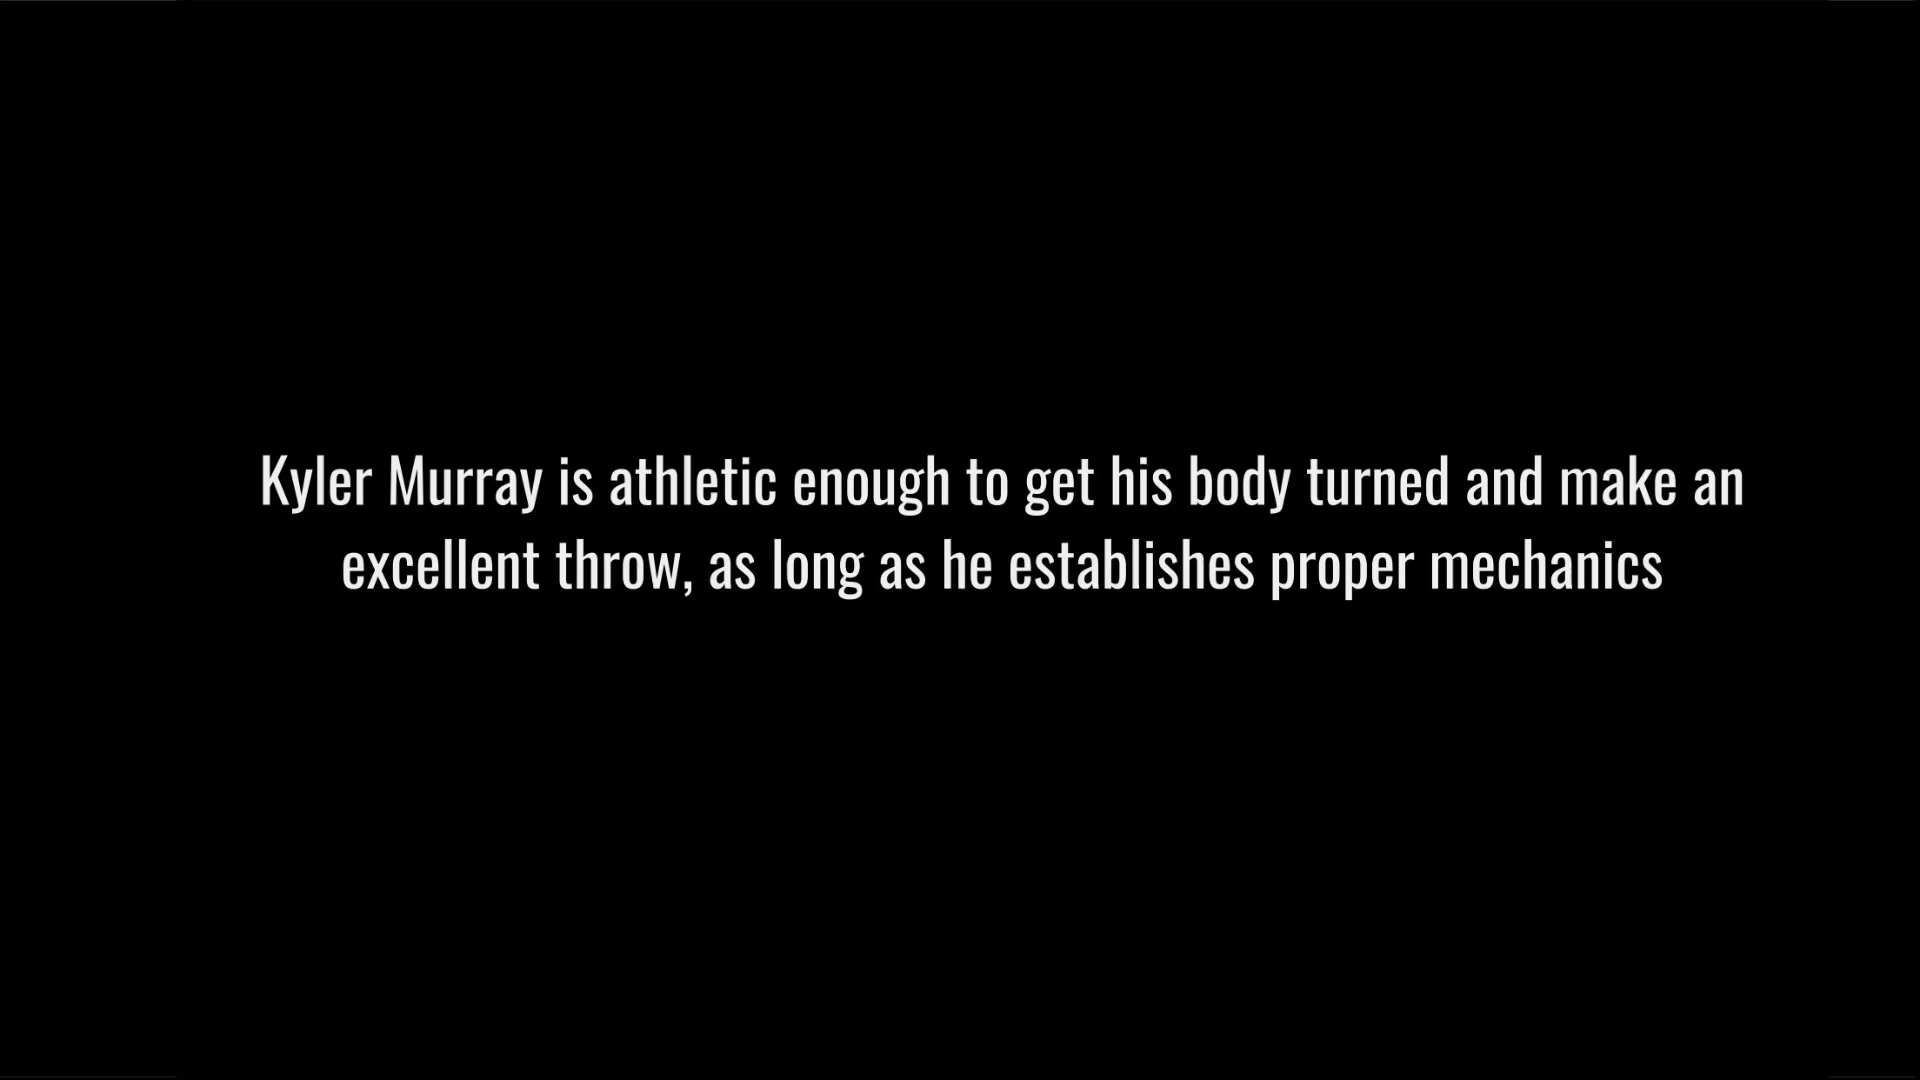 Kyler Murray is athletic enough to get his body turned and make an
excellent throw, as long as he establishes proper mechanics